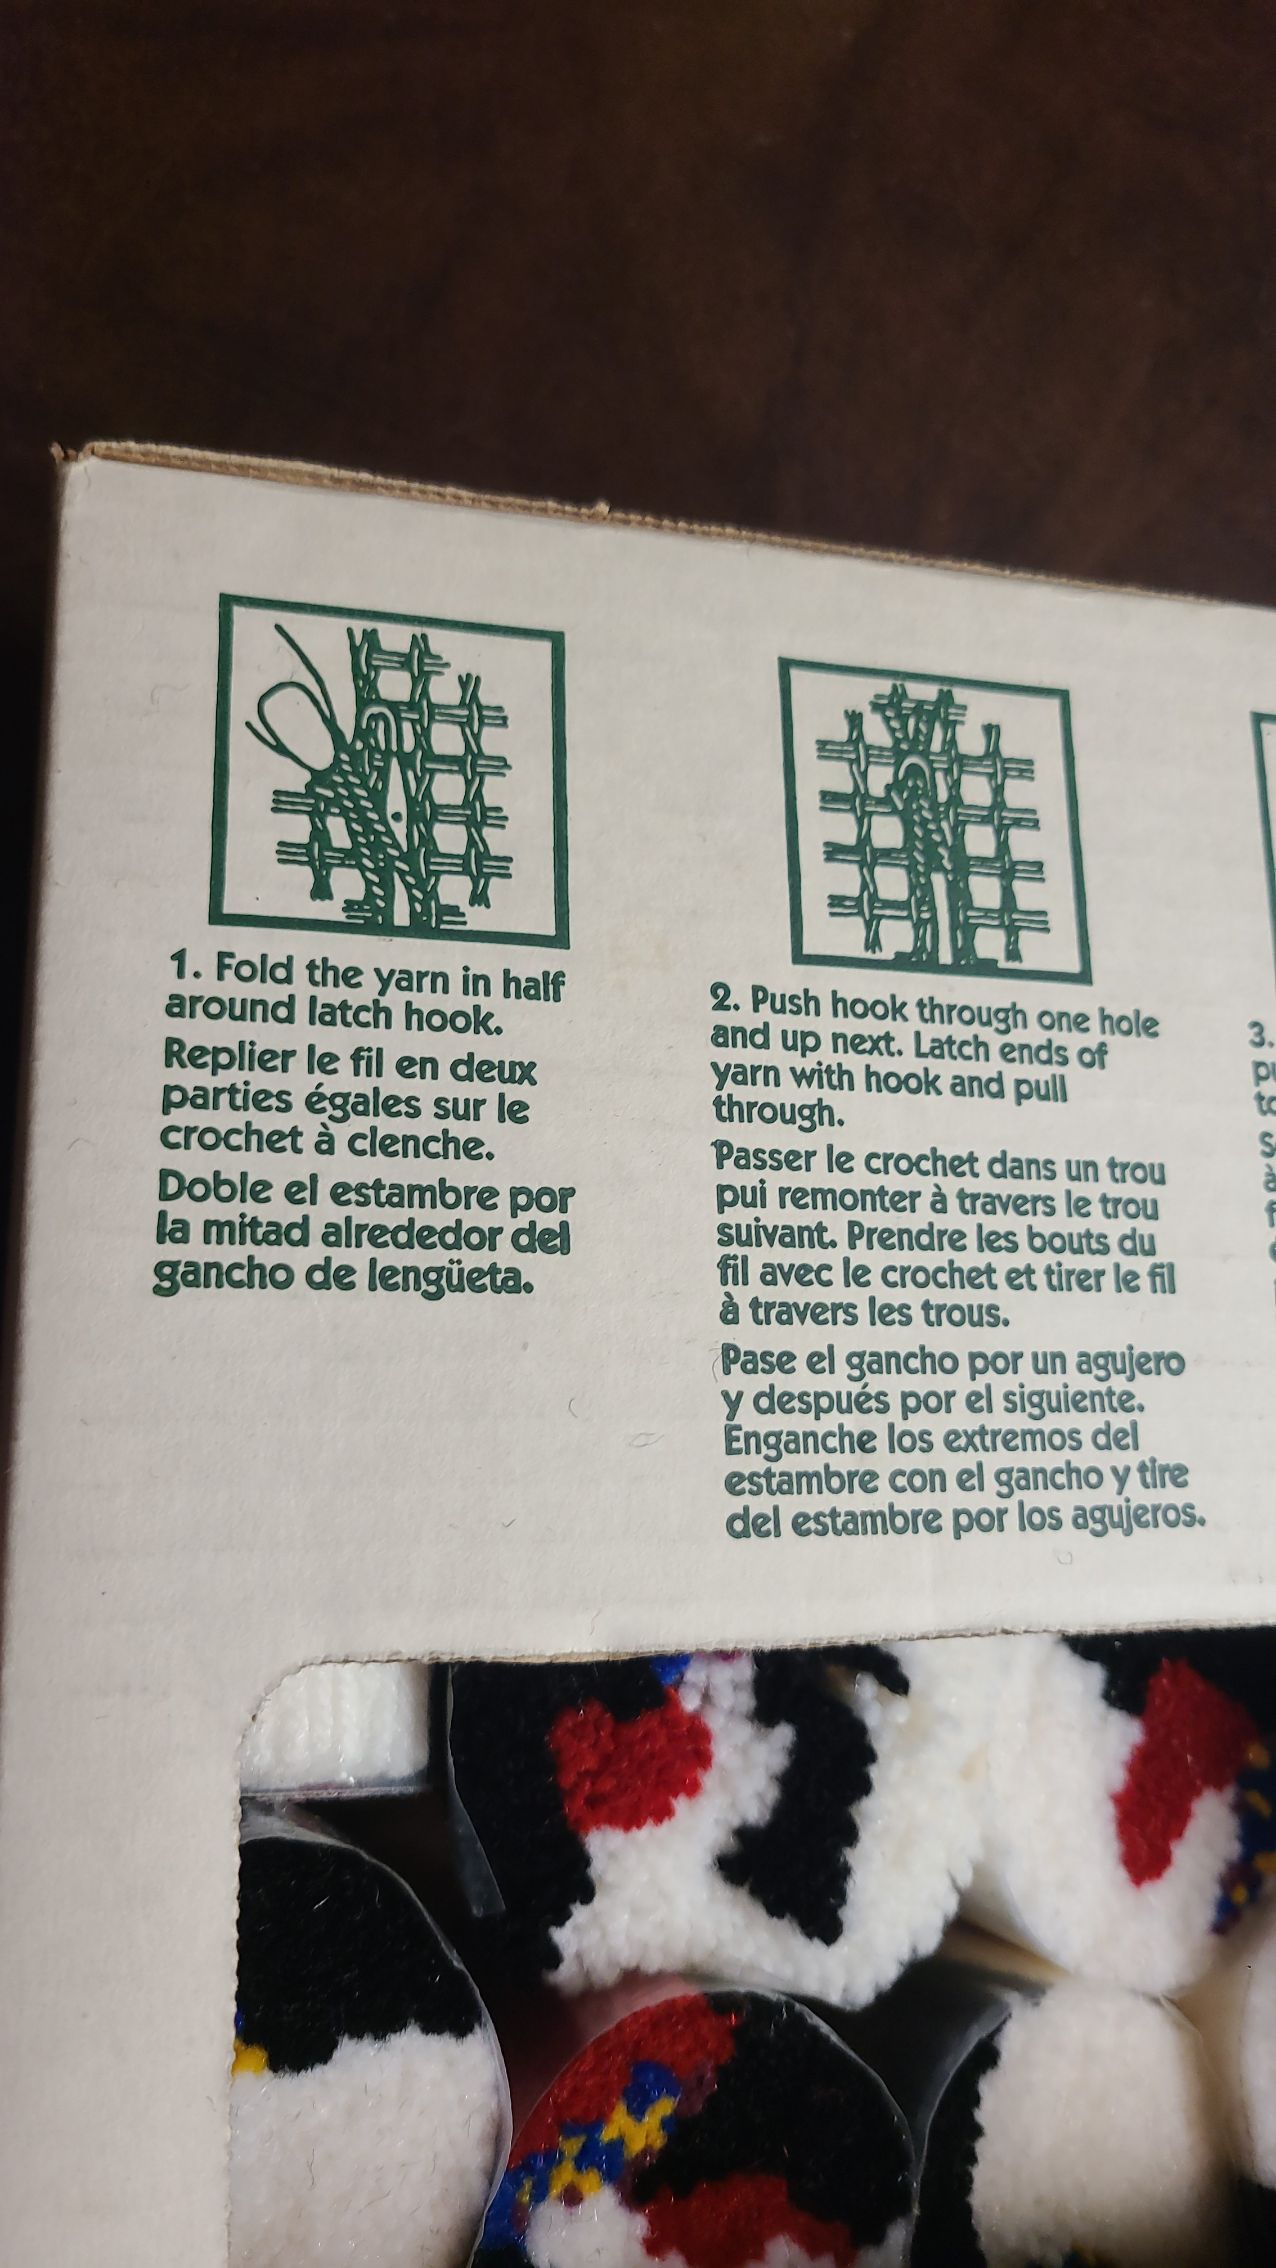 1. Fold the yarn in half
around latch hook.
Replier le fil en deux
parties égales sur le
crochet à clenche.
Doble el estambre por
la mitad alrededor del
gancho de lengüeta.
2. Push hook through one hole
and up next. Latch ends of
yarn with hook and pull
through.
Passer le crochet dans un trou
pui remonter à travers le trou
suivant. Prendre les bouts du
fil avec le crochet et tirer le fil
à travers les trous.
Pase el gancho por un agujero
y después por el siguiente.
Enganche los extremos del
estambre con el gancho y tire
del estambre por los agujeros.
3.